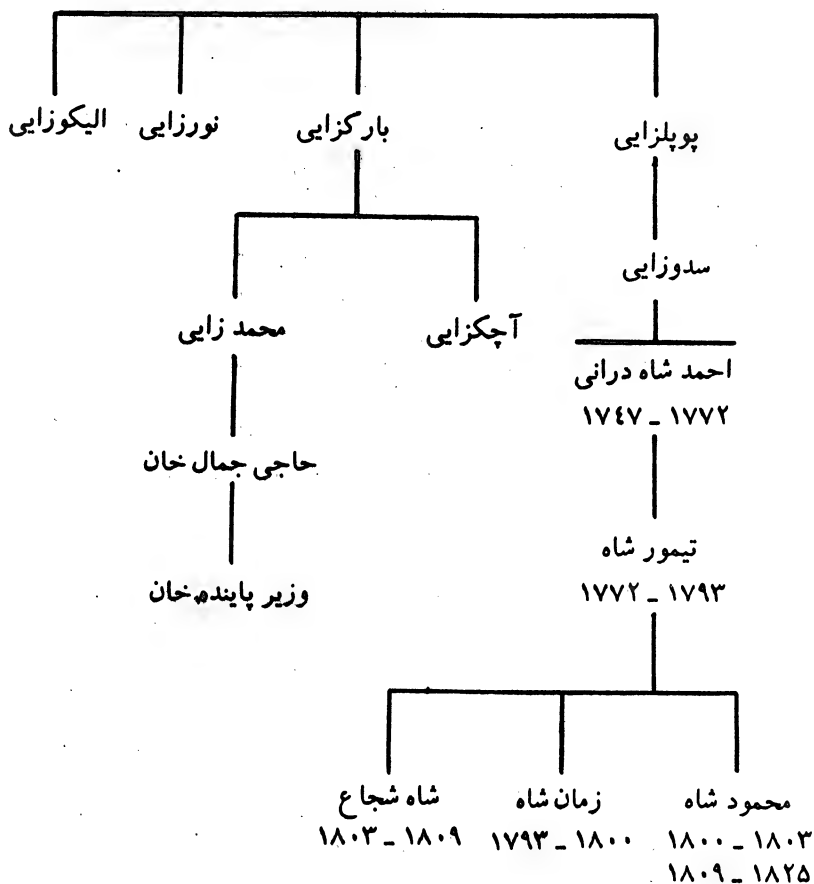 پوپلزایی
بارکزایی
نورزایی
الیکوزایی
سدوزایی
آچکزایی
محمد زایی
احمد شاه درانی
۱۷٤۷ ـ ۱۷۷۲
حاجی جمال خان
تیمور شاه
۱۷۷۲ ـ ۱۷۹۳
وزیر پاینده خان
محمود شاه
۱۸۰۰ ـ ۱۸۰۳
۱۸۰۹ ـ ۱۸۲۵
زمان شاه
۱۷۹۳ ـ ۱۸۰۰
شاه شجاع
۱۸۰۳ ـ ۱۸۰۹